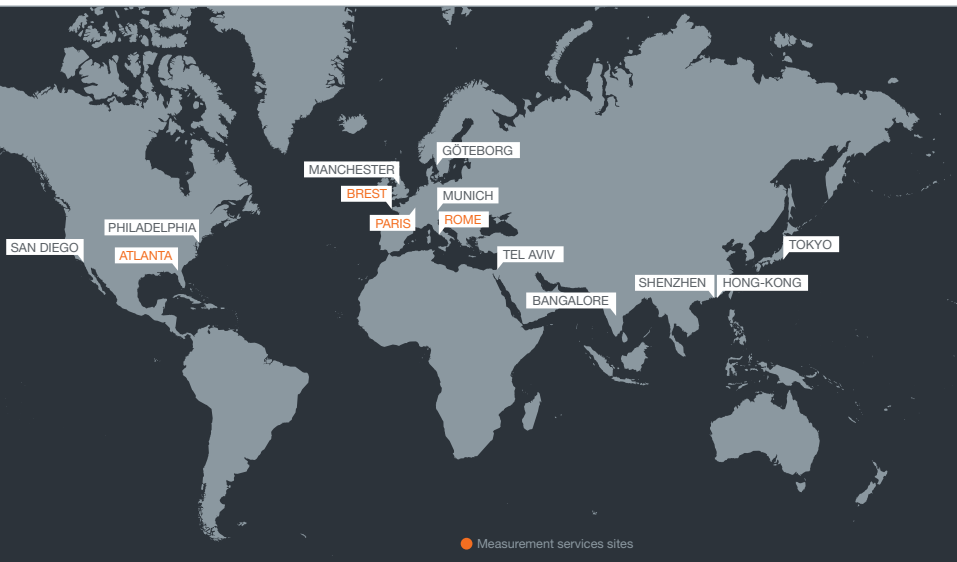 GÖTEBORG
MANCHESTER
BREST
MUNICH
PARIS
ROME
PHILADELPHIA
SAN DIEGO
ATLANTA
TEL AVIV
TOKYO
SHENZHEN
HONG-KONG
BANGALORE
Measurement services sites